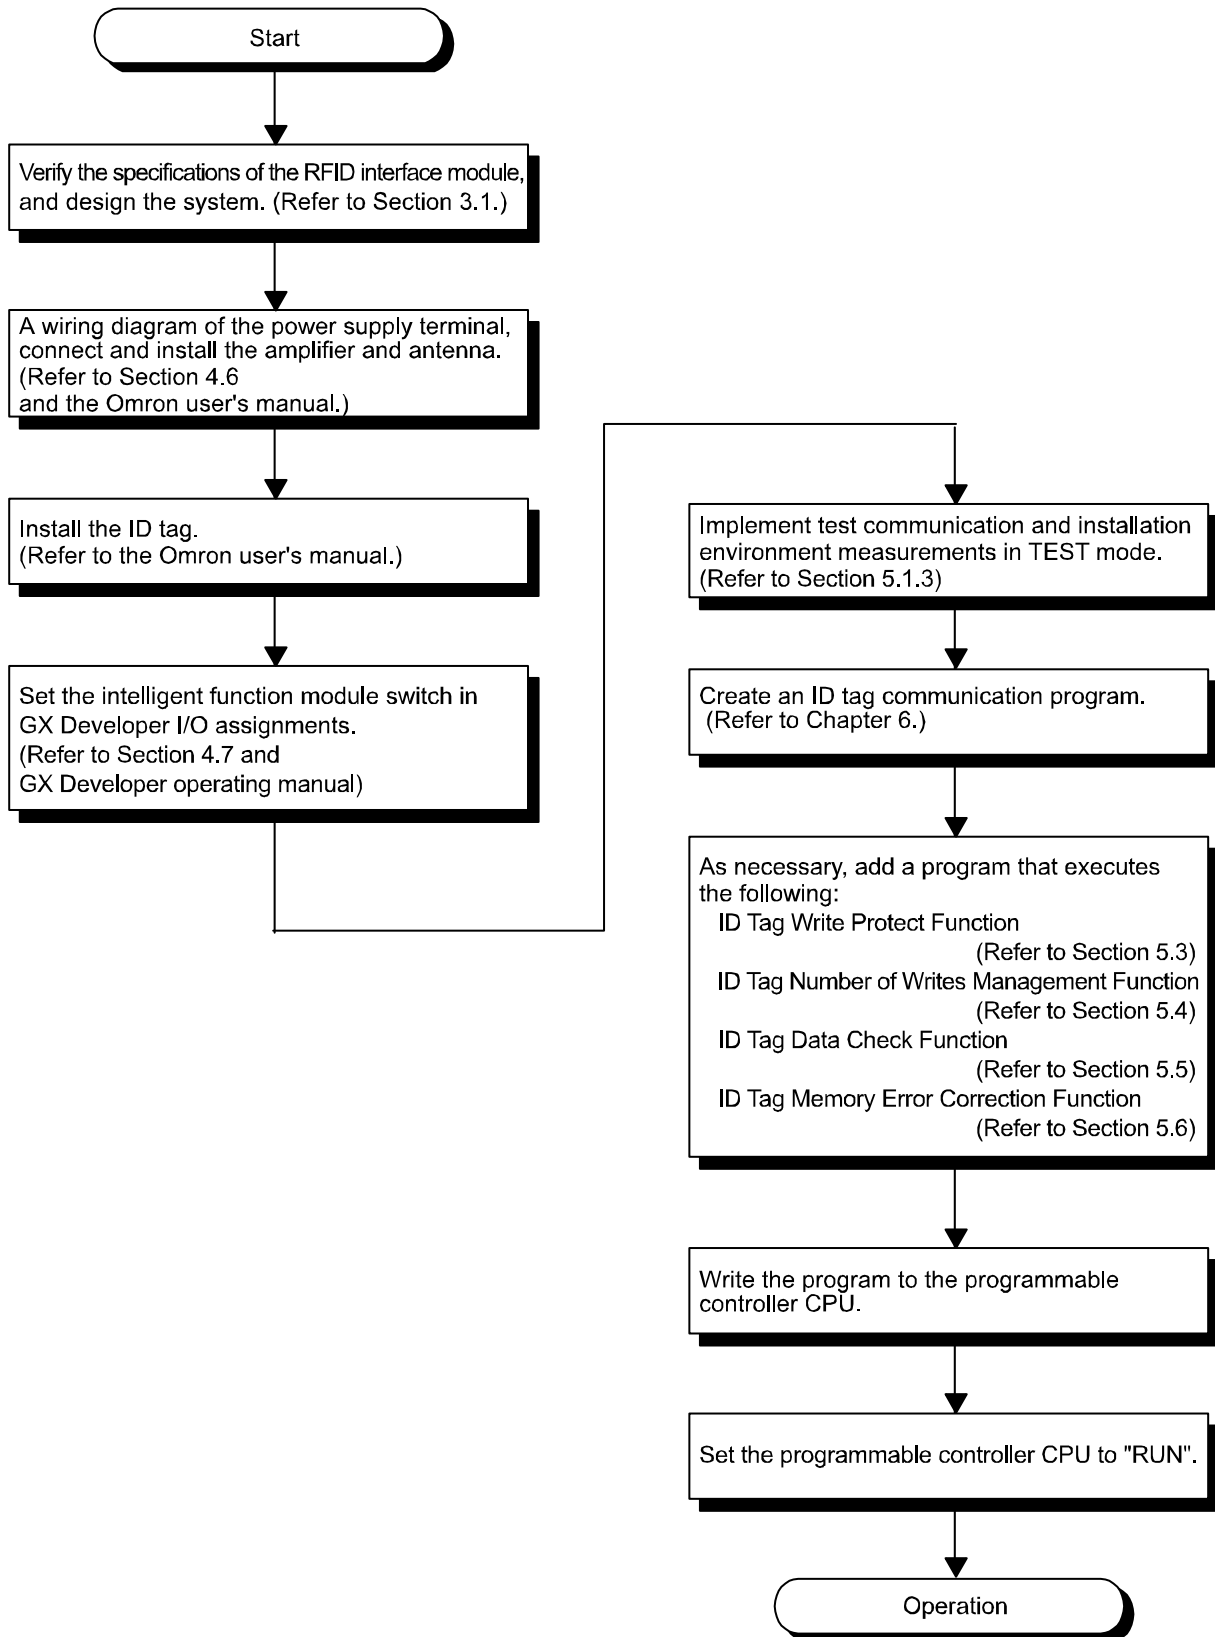 Start
Verify the specifications of the RFID interface module,
and design the system. (Refer to Section 3.1.)
A wiring diagram of the power supply terminal,
connect and install the amplifier and antenna.
(Refer to Section 4.6
and the Omron user's manual.)
Install the ID tag.
(Refer to the Omron user's manual.)
Set the intelligent function module switch in
GX Developer I/O assignments.
(Refer to Section 4.7 and
GX Developer operating manual)
Implement test communication and installation
environment measurements in TEST mode.
(Refer to Section 5.1.3)
Create an ID tag communication program.
(Refer to Chapter 6.)
As necessary, add a program that executes
the following:
ID Tag Write Protect Function
(Refer to Section 5.3)
ID Tag Number of Writes Management Function
(Refer to Section 5.4)
ID Tag Data Check Function
(Refer to Section 5.5)
ID Tag Memory Error Correction Function
(Refer to Section 5.6)
Write the program to the programmable
controller CPU.
Set the programmable controller CPU to "RUN".
Operation